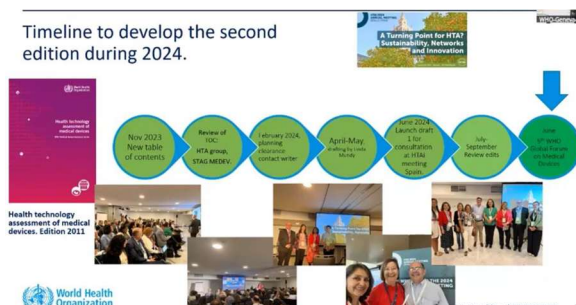 Timeline to develop the second
edition during 2024.
A Turning Point for HTA?
Sustainability, Networks
and Innovation
WHO-Geneva
World Health
Organization
Health technology
assessment of
medical devices
Nov 2023
New table
of contents
Review of
TOC:
HTA group,
STAG MEDEV.
February 2024,
planning
clearance:
contact writer
April-May,
drafting by
Mundy
June 2024
Launch draft
1 for
consultation
at HTAi
meeting
Spain.
July-
September
Review edits
WHO
Global Forum
on Medical
Devices
Health technology
assessment of medical
devices. Edition 2011
World Health
Organization